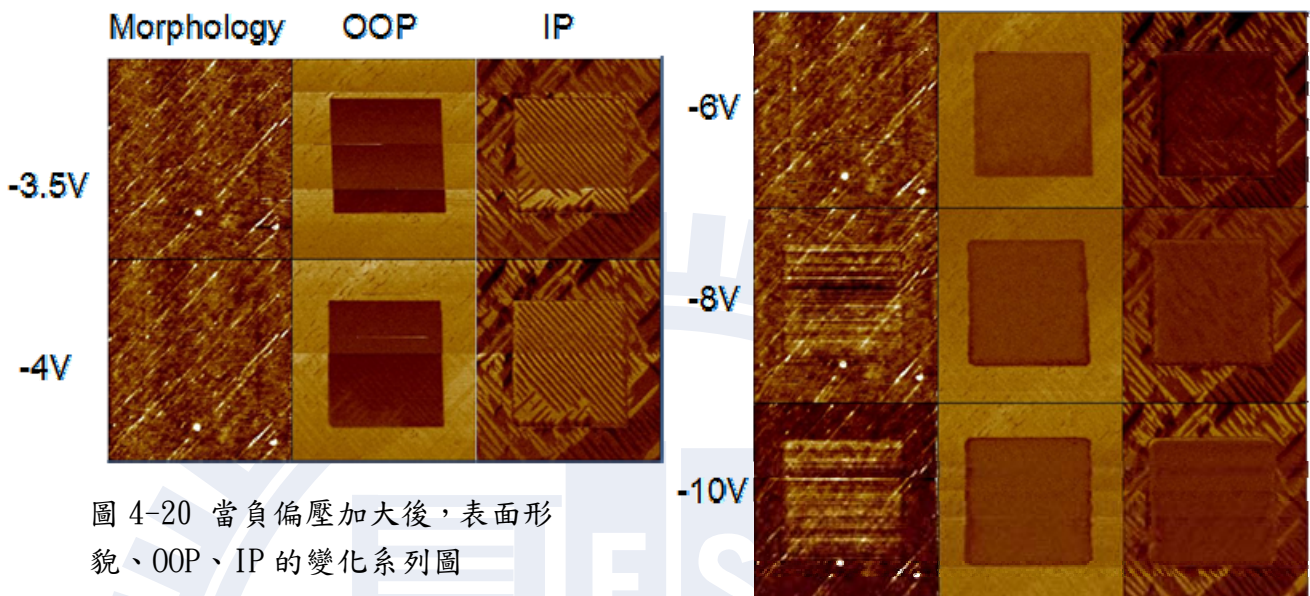 Morphology OOP IP
-3.5V
-4V
-6V
-8V
-10V
圖 4-20 當負偏壓加大後，表面形
貌、OOP、IP 的變化系列圖
ES